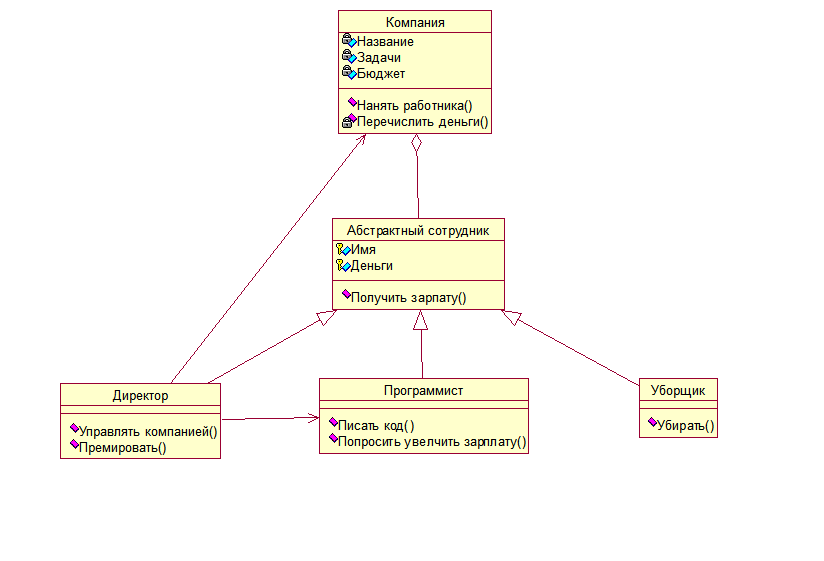 Компания
Название
Задачи
Бюджет
Нанять работника()
Перечислить деньги()
Абстрактный сотрудник
Имя
Деньги
Получить зарпату()
Директор
Управлять компанией()
Премировать()
Программист
Писать код()
Попросить увелчить зарплату()
Уборщик
Убирать()